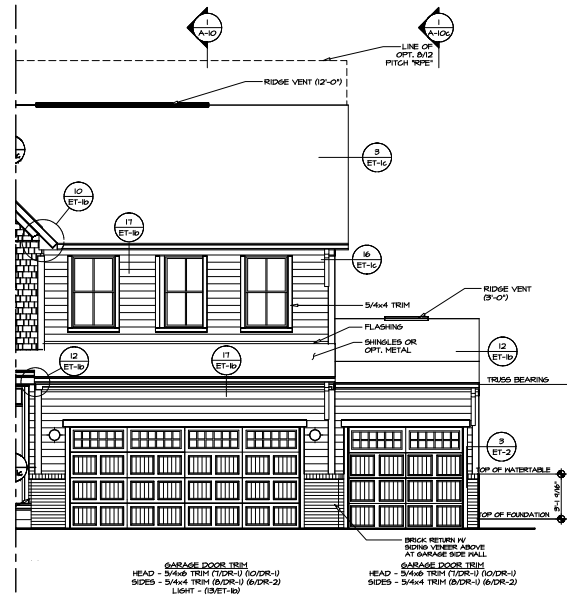 1
A-10
1
A-10c
LINE OF
OPT. 8/12
PITCH "RPE"
RIDGE VENT (12'-0")
3
ET-1c
10
ET-1b
17
ET-1b
16
ET-1c
RIDGE VENT
(3'-0")
5/4x4 TRIM
FLASHING
SHINGLES OR
OPT. METAL
12
ET-1b
12
ET-1b
17
ET-1b
TRUSS BEARING
3
ET-2
TOP OF WATERTABLE
3'-1 9/16"
TOP OF FOUNDATION
BRICK RETURN W/
SIDING VENEER ABOVE
AT GARAGE SIDE WALL
GARAGE DOOR TRIM
HEAD - 5/4x6 TRIM (7/DR-1) (10/DR-1)
SIDES - 5/4x4 TRIM (8/DR-1) (6/DR-2)
LIGHT - (13/ET-1b)
GARAGE DOOR TRIM
HEAD - 5/4x6 TRIM (7/DR-1) (10/DR-1)
SIDES - 5/4x4 TRIM (8/DR-1) (6/DR-2)